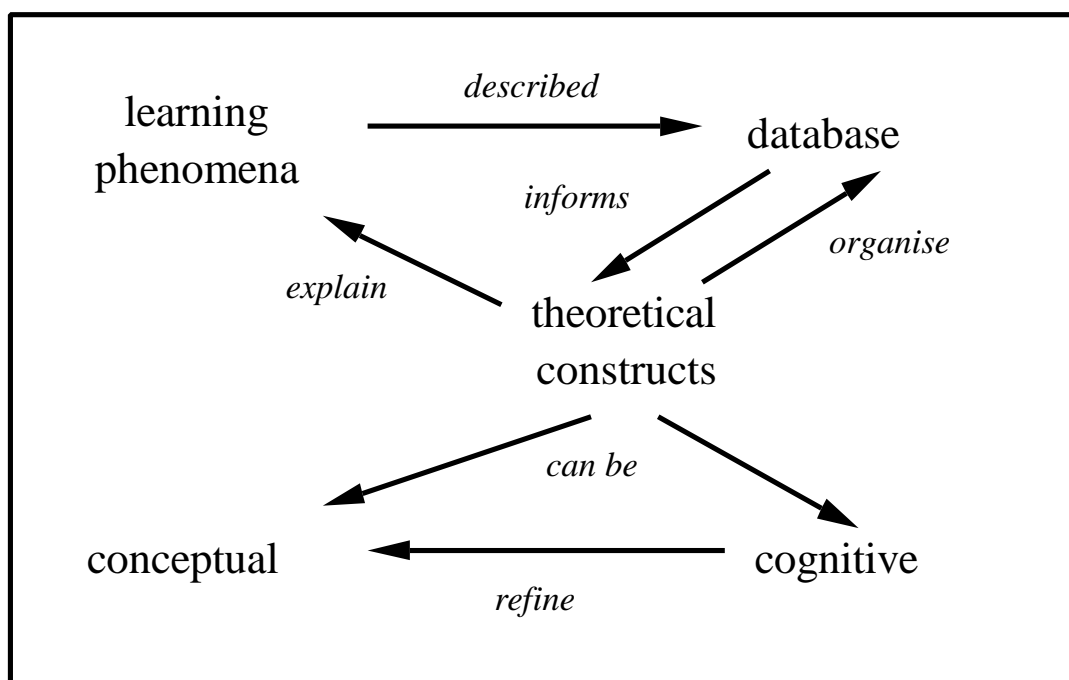 described
learning
phenomena
database
informs
organise
explain
theoretical
constructs
can be
conceptual
cognitive
refine